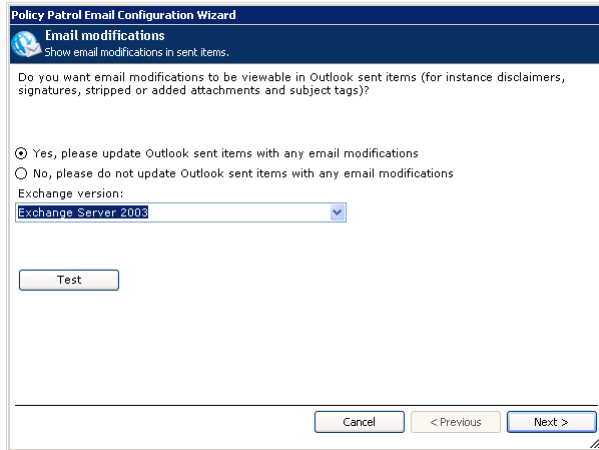 Policy Patrol Email Configuration Wizard
Email modifications
Show email modifications in sent items.
Do you want email modifications to be viewable in Outlook sent items (for instance disclaimers,
signatures, stripped or added attachments and subject tags)?
Yes, please update Outlook sent items with any email modifications
No, please do not update Outlook sent items with any email modifications
Exchange version:
Exchange Server 2003
Test
Cancel < Previous Next >